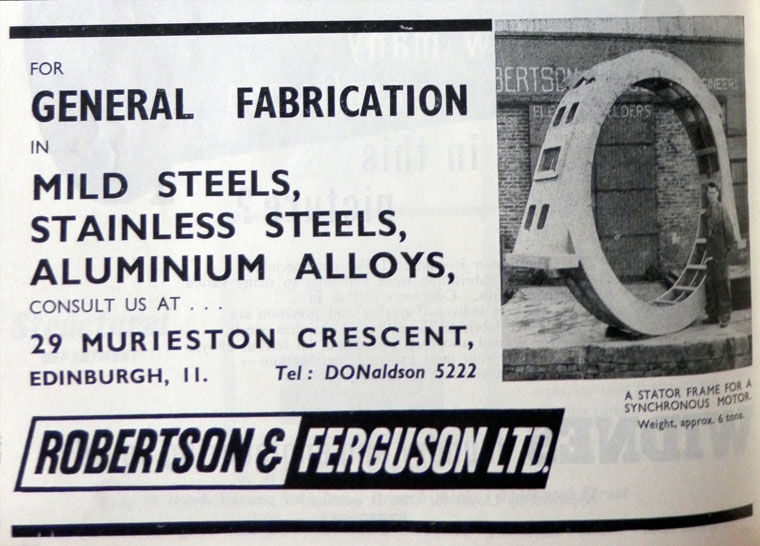 FOR
GENERAL FABRICATION
IN
MILD STEELS,
STAINLESS STEELS,
ALUMINIUM ALLOYS,
CONSULT US AT . . . .
29 MURIESTON CRESCENT,
EDINBURGH, 11.  Tel: DONaldson 5222
ROBERTSON & FERGUSON LTD.
A STATOR FRAME FOR A
SYNCHRONOUS MOTOR.
Weight, approx. 6 tons.